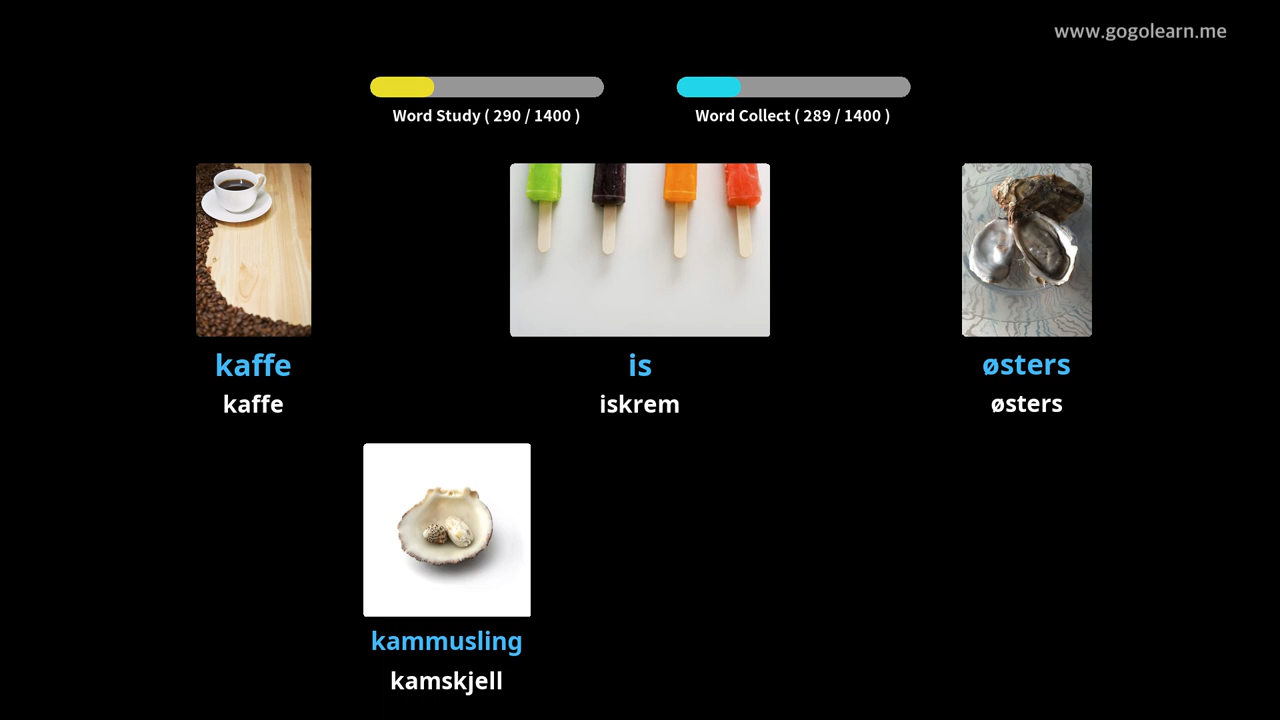 www.gogolearn.me
Word Study ( 290 / 1400 )
Word Collect ( 289 / 1400 )
kaffe
kaffe
is
iskrem
østers
østers
kammusling
kamskjell